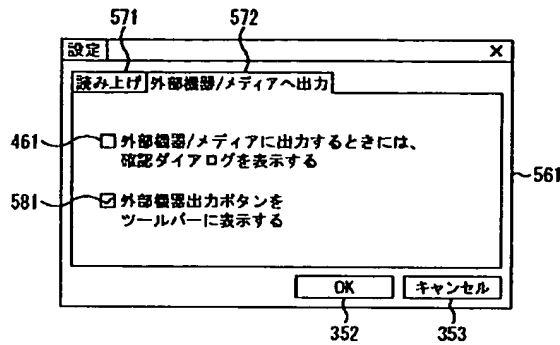 571
572
設定
×
読み上げ
外部機器/メディアへ出力
461
外部機器/メディアに出力するときには、
確認ダイアログを表示する
561
581
外部機器出力ボタンを
ツールバーに表示する
OK
キャンセル
352
353